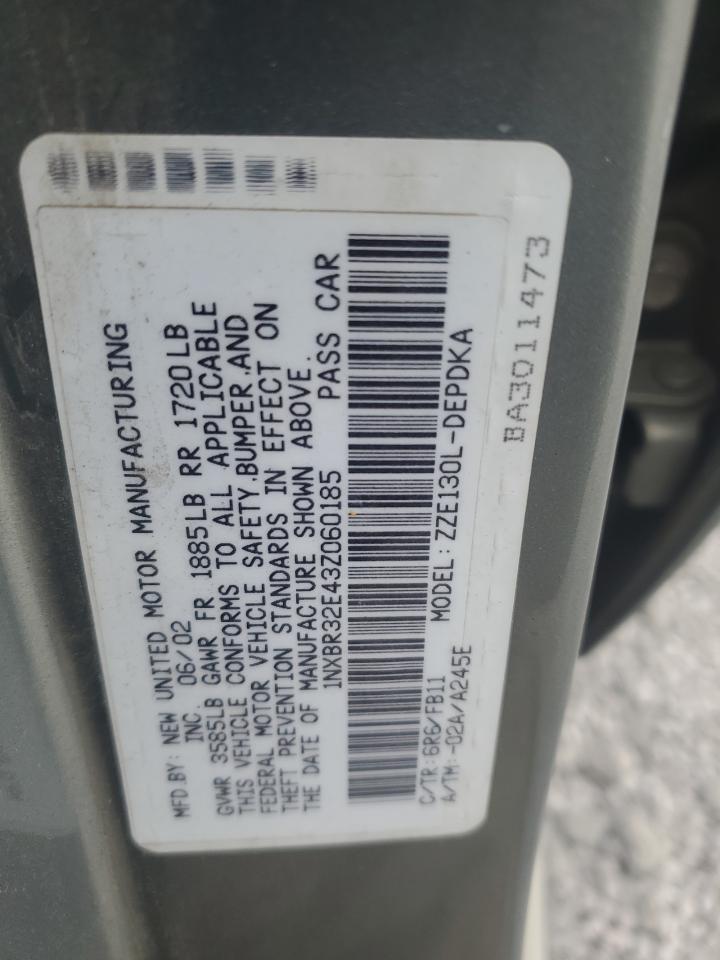 MFD.BY: NEW UNITED MOTOR MANUFACTURING
INC. 06/02
GVWR 3585LB GAWR FR 1885LB RR 1720LB
THIS VEHICLE CONFORMS TO ALL APPLICABLE
FEDERAL MOTOR VEHICLE SAFETY.BUMPER.AND
THEFT PREVENTION STANDARDS IN EFFECT ON
THE DATE OF MANUFACTURE SHOWN ABOVE.
1NXBR32E43Z060185 PASS CAR
C/TR:6R6/FB11 MODEL:ZZE130L-DEPDKA
A/TM:-02A/A245E
BA3011473